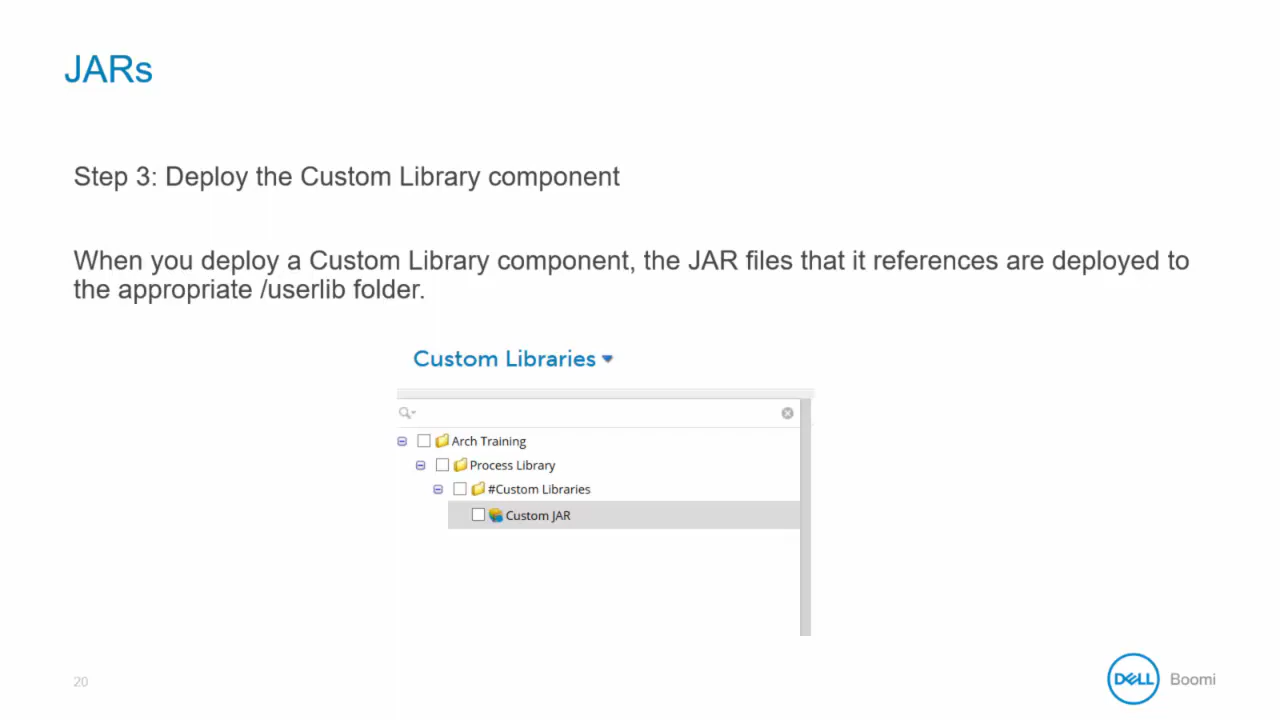 JARs
Step 3: Deploy the Custom Library component
When you deploy a Custom Library component, the JAR files that it references are deployed to
the appropriate /userlib folder.
Custom Libraries
Arch Training
Process Library
#Custom Libraries
Custom JAR
20
DELL Boomi